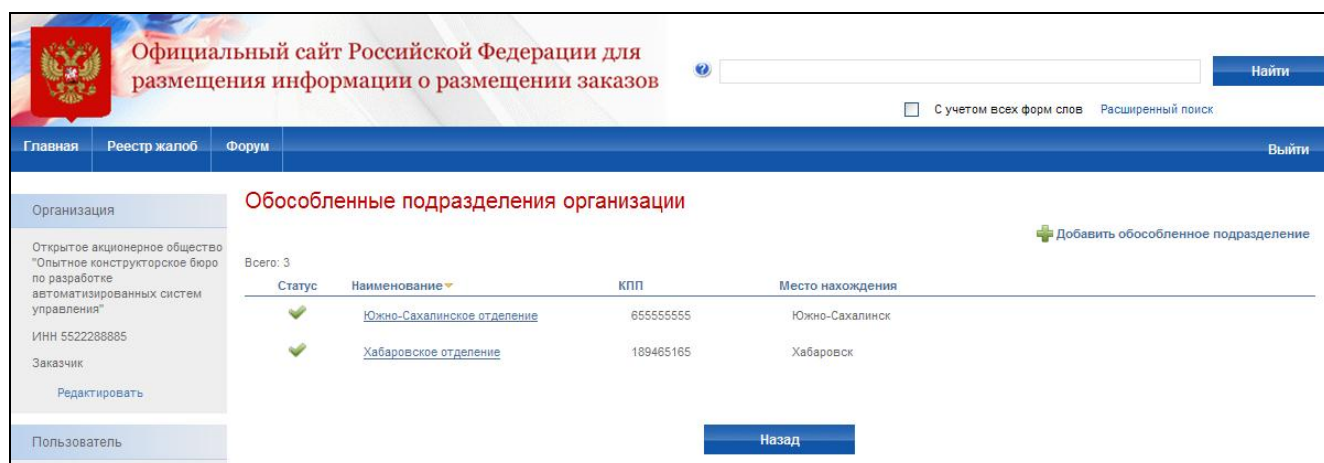 Официальный сайт Российской Федерации для
размещения информации о размещении заказов
Найти
С учетом всех форм слов Расширенный поиск
Главная Реестр жалоб Форум Выйти
Организация
Открытое акционерное общество
"Опытное конструкторское бюро
по разработке
автоматизированных систем
управления"
ИНН 5522288885
Заказчик
Редактировать
Пользователь
Обособленные подразделения организации
Добавить обособленное подразделение
Всего: 3
Статус Наименование КПП Место нахождения
Южно-Сахалинское отделение 655555555 Южно-Сахалинск
Хабаровское отделение 189465165 Хабаровск
Назад